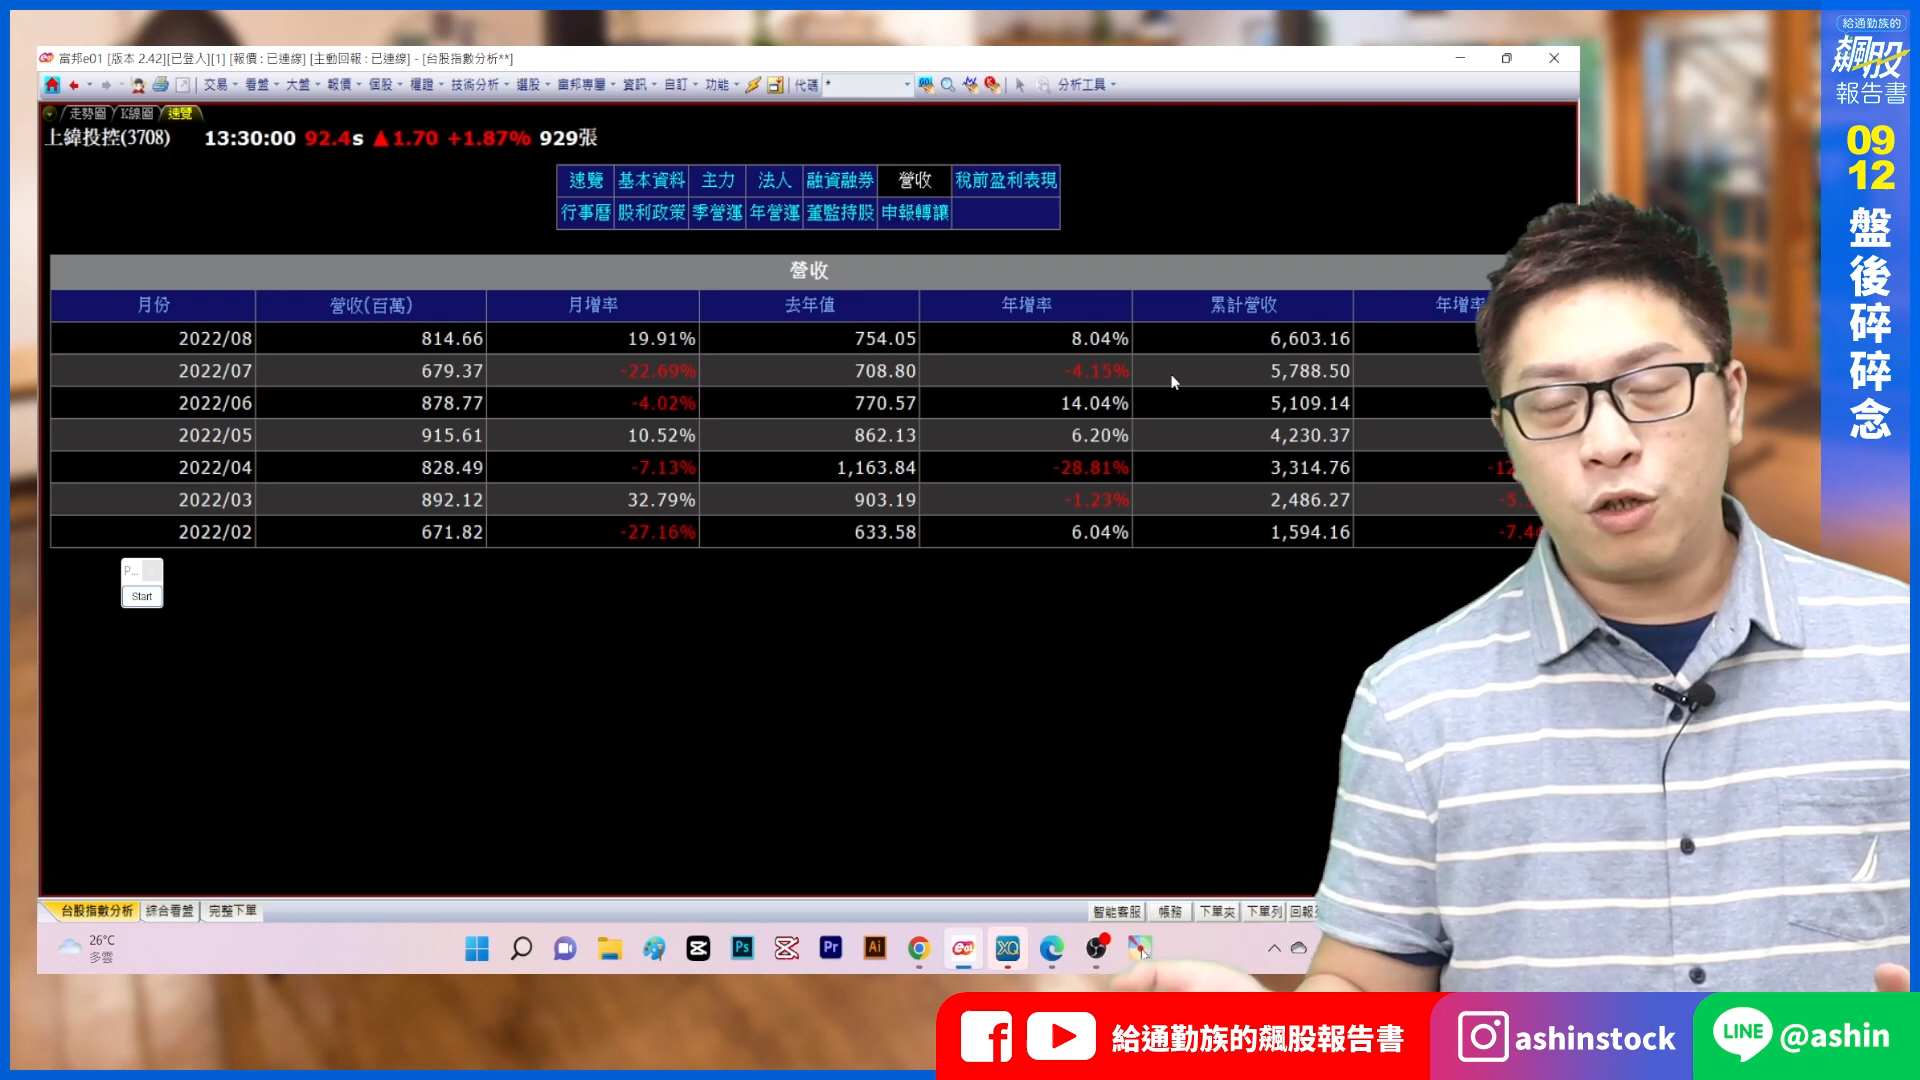 富邦e01 [版本 2.42][已登入][1] [報價 : 已連線] [主動回報 : 已連線] - [台股指數分析**]
交易 看盤 大盤 報價 個股 權證 技術分析 選股 富邦專屬 資訊 自訂 功能 代碼 * 分析工具
走勢圖 K線圖 速覽
上緯投控(3708) 13:30:00 92.4s ▲1.70 +1.87% 929張
速覽 基本資料 主力 法人 融資融券 營收 稅前盈利表現
行事曆 股利政策 季營運 年營運 董監持股 申報轉讓
營收
月份 營收(百萬) 月增率 去年值 年增率 累計營收 年增率
2022/08 814.66 19.91% 754.05 8.04% 6,603.16
2022/07 679.37 -22.69% 708.80 -4.15% 5,788.50
2022/06 878.77 -4.02% 770.57 14.04% 5,109.14
2022/05 915.61 10.52% 862.13 6.20% 4,230.37
2022/04 828.49 -7.13% 1,163.84 -28.81% 3,314.76 -12
2022/03 892.12 32.79% 903.19 -1.23% 2,486.27 -5.
2022/02 671.82 -27.16% 633.58 6.04% 1,594.16 -7.44
P...
Start
台股指數分析 綜合看盤 完整下單
智能客服 帳務 下單夾 下單列 回報
26°C
多雲
Ps Pr Ai e01 XQ
給通勤族的
飆股
報告書
09
12
盤後碎碎念
給通勤族的飆股報告書
ashinstock
LINE @ashin